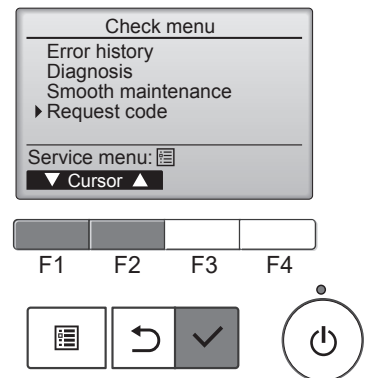 Check menu
Error history
Diagnosis
Smooth maintenance
Request code
Service menu:
▼ Cursor ▲
F1 F2 F3 F4